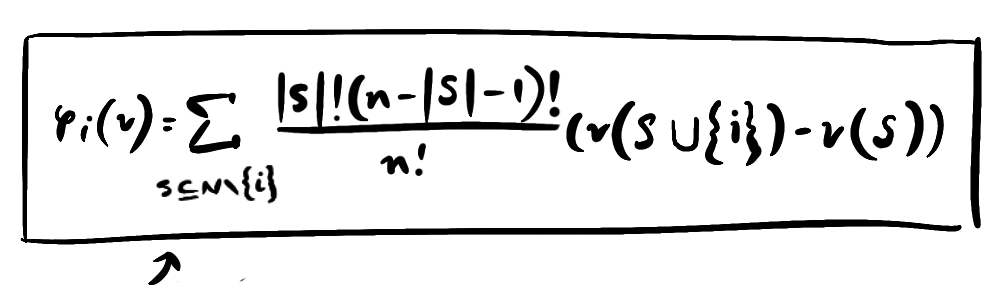 φᵢ(v) = ∑ |S|!(n-|S|-1)! / n! (v(S ∪ {i}) - v(S))
S ⊆ N \ {i}